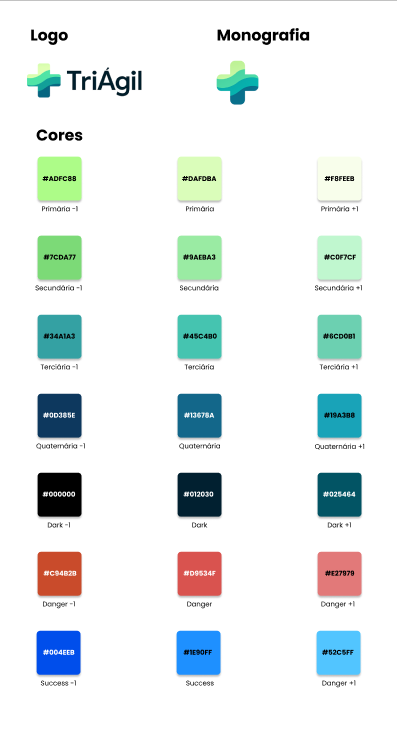 Logo Monografia
TriÁgil
Cores
#ADFC88 #DAFDBA #F8FEEB
Primária -1 Primária Primária +1
#7CDA77 #9AEBA3 #C0F7CF
Secundária -1 Secundária Secundária +1
#34A1A3 #45C4B0 #6CD0B1
Terciária -1 Terciária Terciária +1
#0D385E #13678A #19A3B8
Quaternária -1 Quaternária Quaternária +1
#000000 #012030 #025464
Dark -1 Dark Dark +1
#C94B2B #D9534F #E27979
Danger -1 Danger Danger +1
#004EEB #1E90FF #52C5FF
Success -1 Success Danger +1